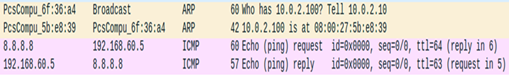 PcsCompu_6f:36:a4 Broadcast ARP 60 Who has 10.0.2.100? Tell 10.0.2.10
PcsCompu_5b:e8:39 PcsCompu_6f:36:a4 ARP 42 10.0.2.100 is at 08:00:27:5b:e8:39
8.8.8.8 192.168.60.5 ICMP 60 Echo (ping) request id=0x0000, seq=0/0, ttl=64 (reply in 6)
192.168.60.5 8.8.8.8 ICMP 57 Echo (ping) reply id=0x0000, seq=0/0, ttl=63 (request in 5)